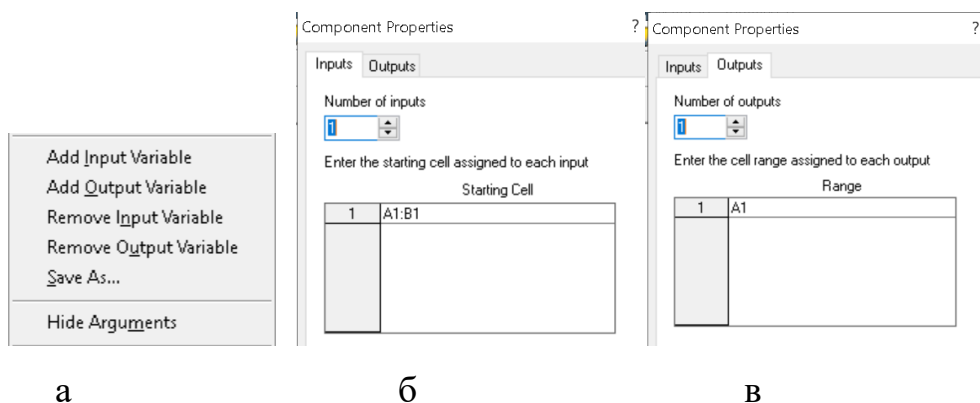 Add Input Variable
Add Output Variable
Remove Input Variable
Remove Output Variable
Save As...
Hide Arguments
а
Component Properties ?
Inputs Outputs
Number of inputs
1
Enter the starting cell assigned to each input
Starting Cell
1 A1:B1
б
Component Properties ?
Inputs Outputs
Number of outputs
1
Enter the cell range assigned to each output
Range
1 A1
в